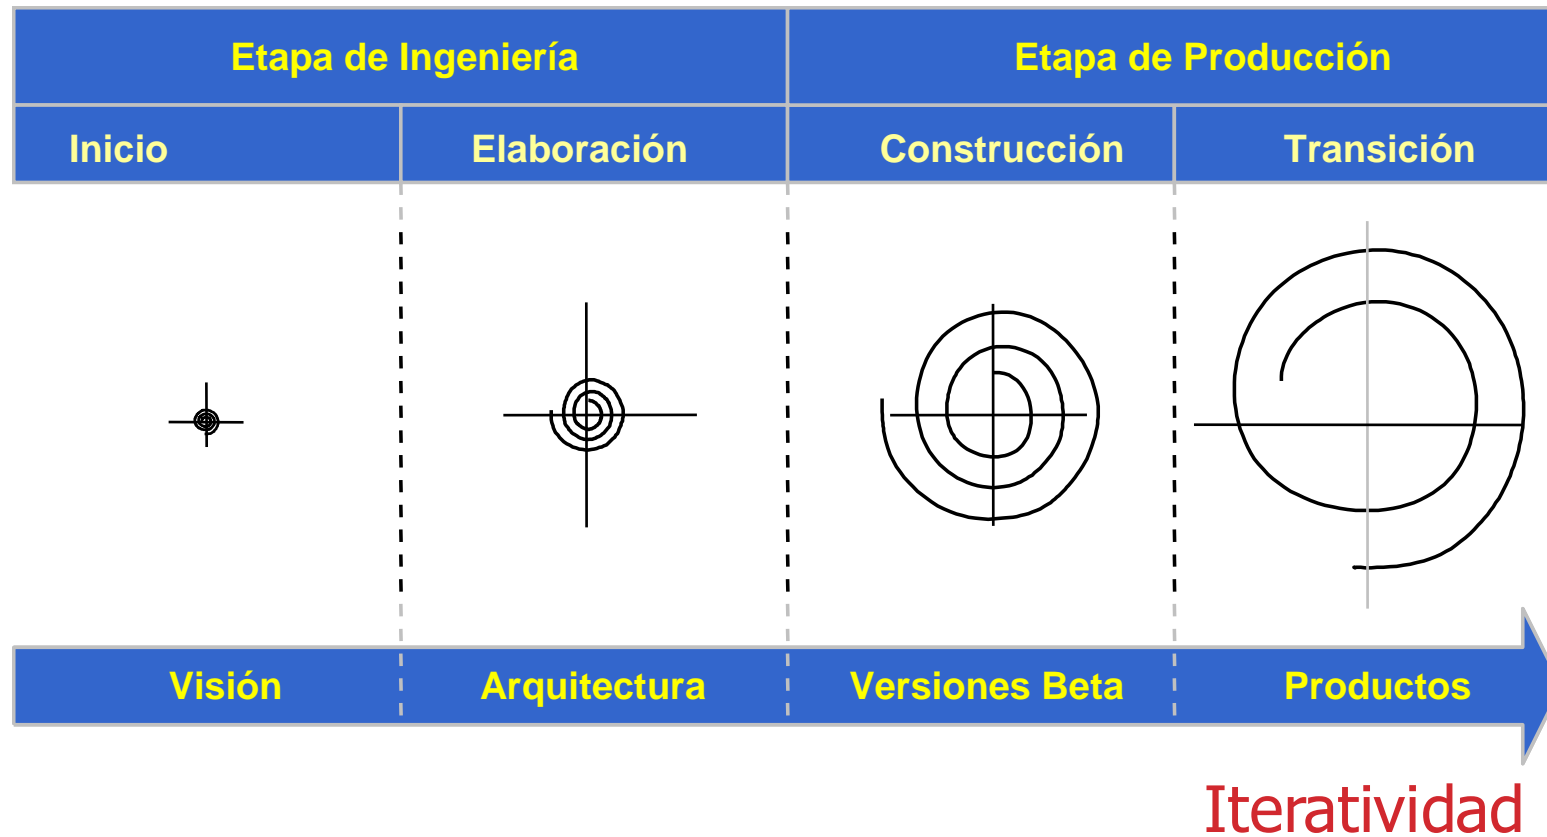 Etapa de Ingeniería
Etapa de Producción
Inicio
Elaboración
Construcción
Transición
Visión
Arquitectura
Versiones Beta
Productos
Iteratividad